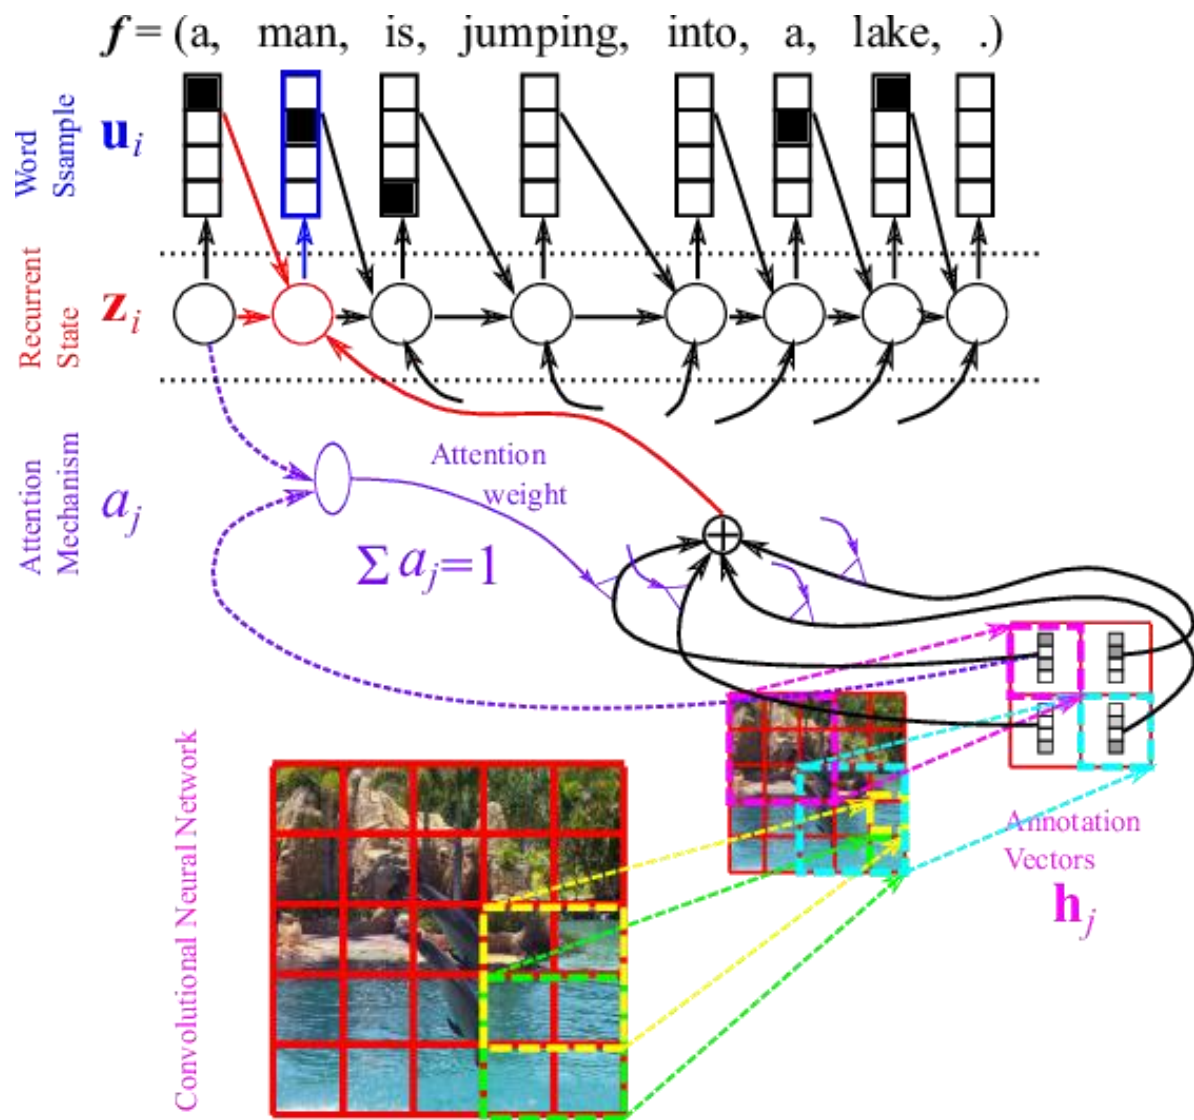 f = (a, man, is, jumping, into, a, lake, .)
Word
Ssample
u_i
Recurrent
State
z_i
Attention
Mechanism
a_j
Attention
weight
Σ a_j=1
Convolutional Neural Network
Annotation
Vectors
h_j